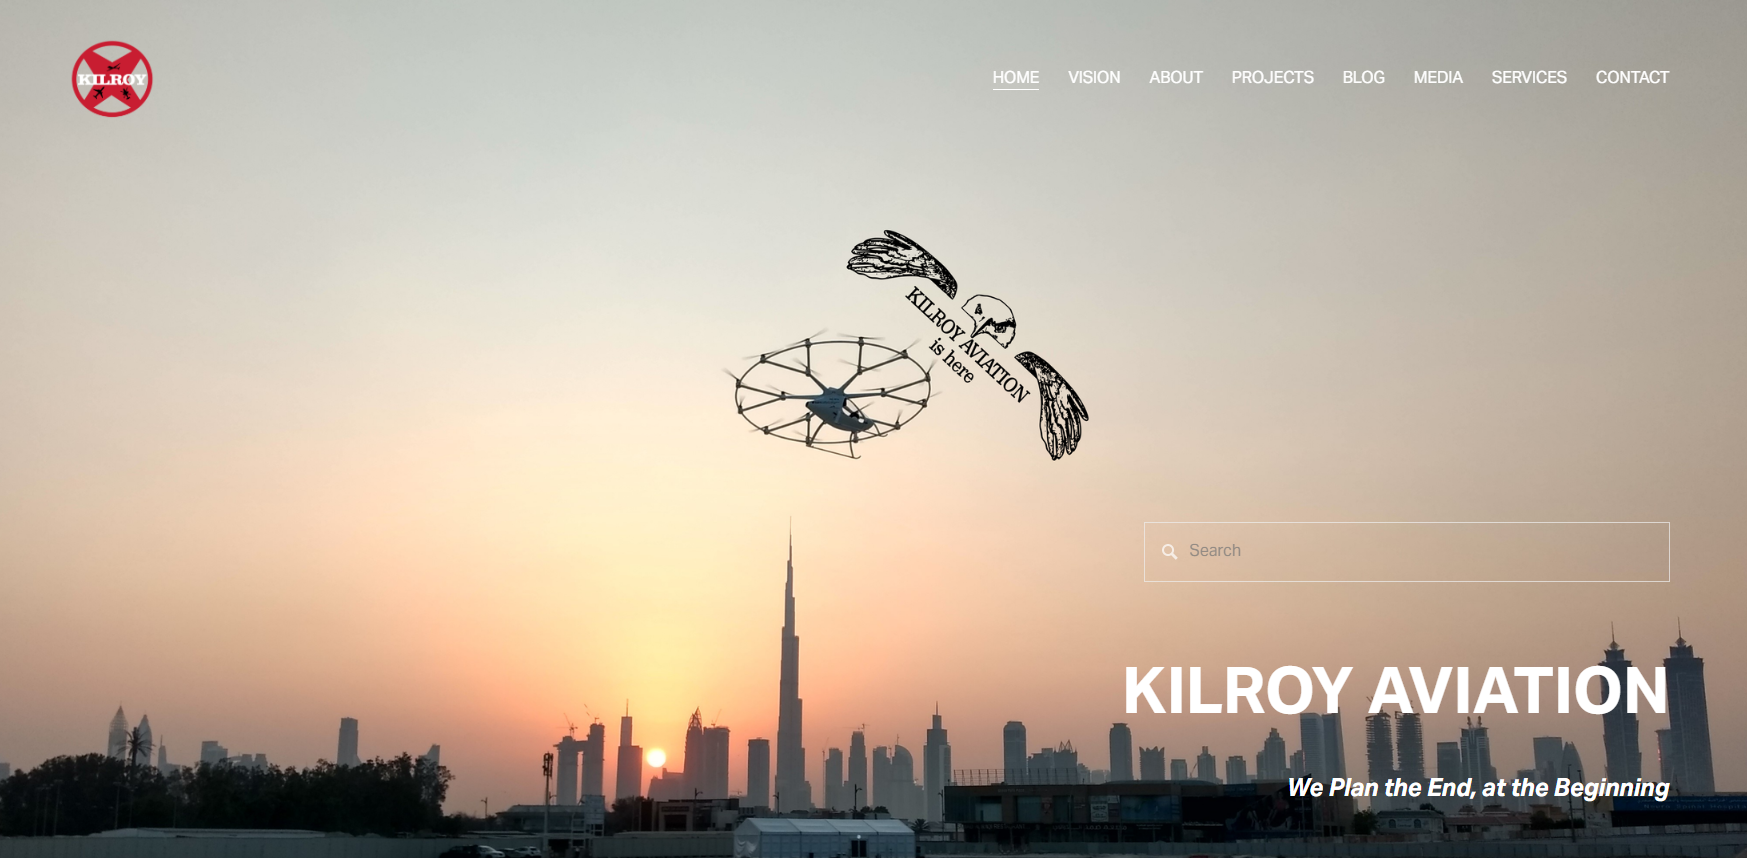 KILROY
HOME VISION ABOUT PROJECTS BLOG MEDIA SERVICES CONTACT
KILROY AVIATION
is here
Search
KILROY AVIATION
We Plan the End, at the Beginning